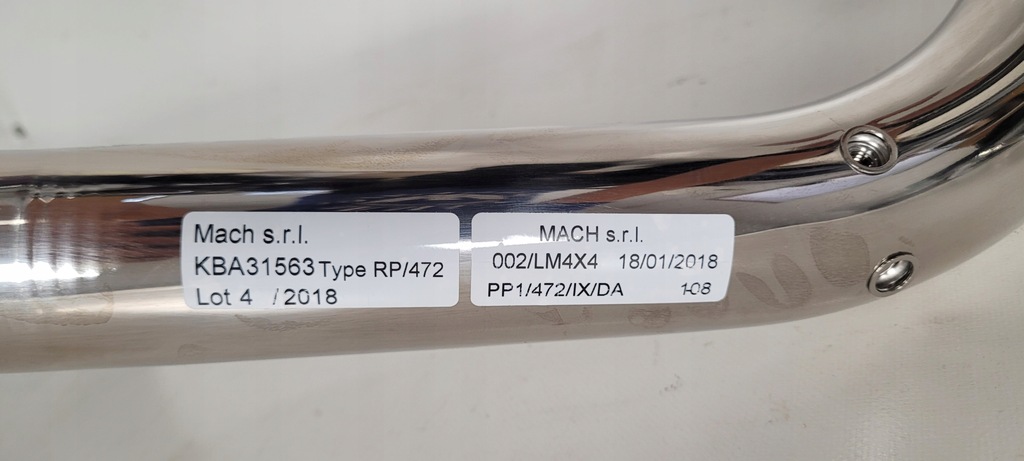 Mach s.r.l.
KBA31563 Type RP/472
Lot 4 / 2018
MACH s.r.l.
002/LM4X4 18/01/2018
PP1/472/IX/DA 108